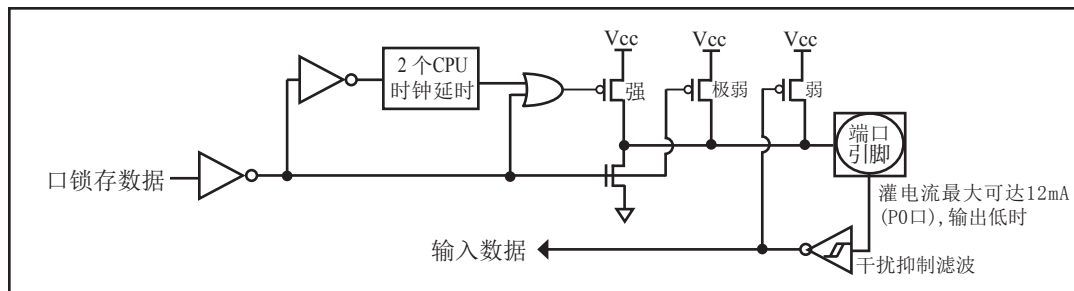 Vcc
Vcc
Vcc
2 个CPU
时钟延时
强
极弱
弱
端口
引脚
口锁存数据
灌电流最大可达12mA
(P0口),输出低时
输入数据
干扰抑制滤波